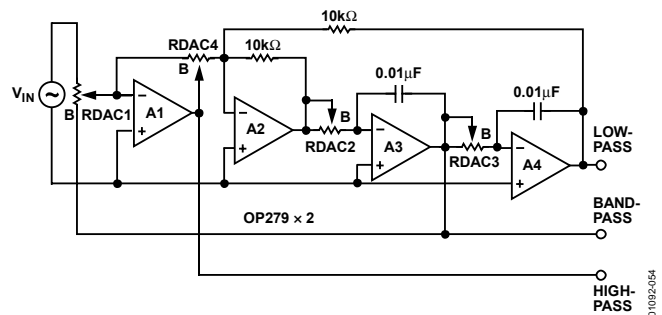 10kΩ
RDAC4
10kΩ
B
0.01µF
0.01µF
VIN
B
RDAC1
A1
A2
B
RDAC2
A3
B
RDAC3
A4
LOW-
PASS
OP279 × 2
BAND-
PASS
HIGH-
PASS
01092-054